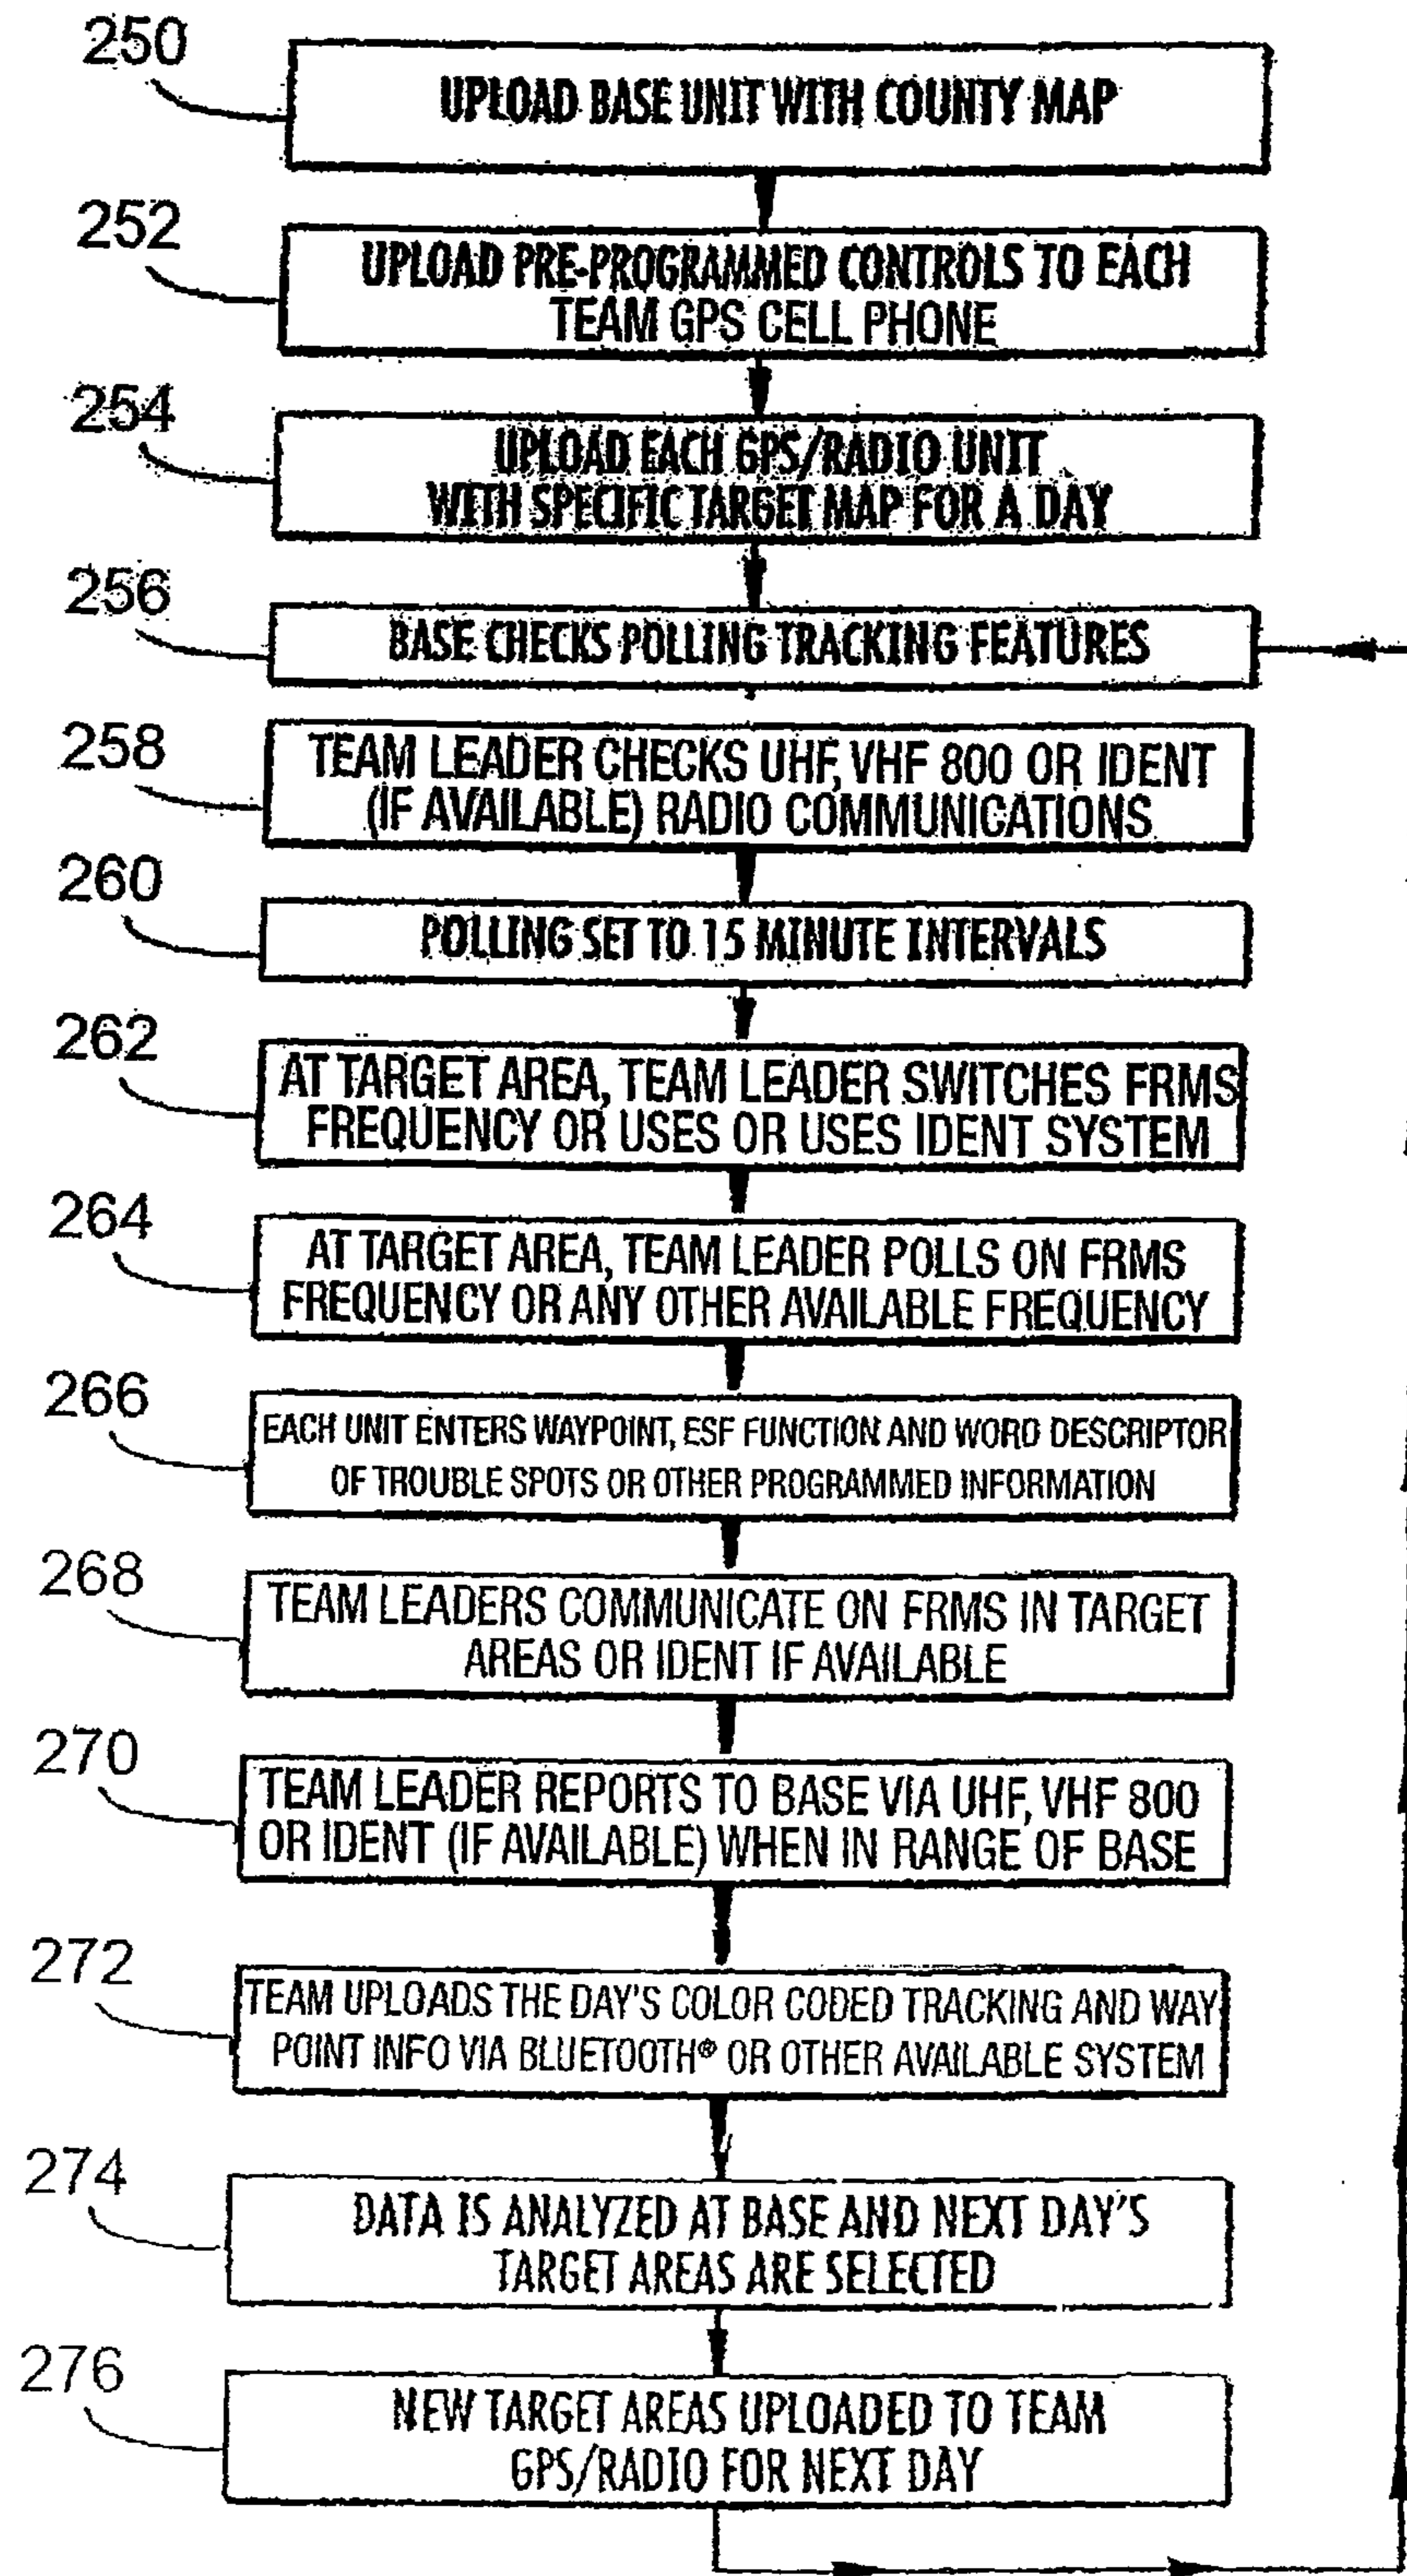 250
UPLOAD BASE UNIT WITH COUNTY MAP
252
UPLOAD PRE-PROGRAMMED CONTROLS TO EACH
TEAM GPS CELL PHONE
254
UPLOAD EACH GPS/RADIO UNIT
WITH SPECIFIC TARGET MAP FOR A DAY
256
BASE CHECKS POLLING TRACKING FEATURES
258
TEAM LEADER CHECKS UHF, VHF 800 OR IDENT
(IF AVAILABLE) RADIO COMMUNICATIONS
260
POLLING SET TO 15 MINUTE INTERVALS
262
AT TARGET AREA, TEAM LEADER SWITCHES FRMS
FREQUENCY OR USES OR USES IDENT SYSTEM
264
AT TARGET AREA, TEAM LEADER POLLS ON FRMS
FREQUENCY OR ANY OTHER AVAILABLE FREQUENCY
266
EACH UNIT ENTERS WAYPOINT, ESF FUNCTION AND WORD DESCRIPTOR
OF TROUBLE SPOTS OR OTHER PROGRAMMED INFORMATION
268
TEAM LEADERS COMMUNICATE ON FRMS IN TARGET
AREAS OR IDENT IF AVAILABLE
270
TEAM LEADER REPORTS TO BASE VIA UHF, VHF 800
OR IDENT (IF AVAILABLE) WHEN IN RANGE OF BASE
272
TEAM UPLOADS THE DAY'S COLOR CODED TRACKING AND WAY
POINT INFO VIA BLUETOOTH® OR OTHER AVAILABLE SYSTEM
274
DATA IS ANALYZED AT BASE AND NEXT DAY'S
TARGET AREAS ARE SELECTED
276
NEW TARGET AREAS UPLOADED TO TEAM
GPS/RADIO FOR NEXT DAY